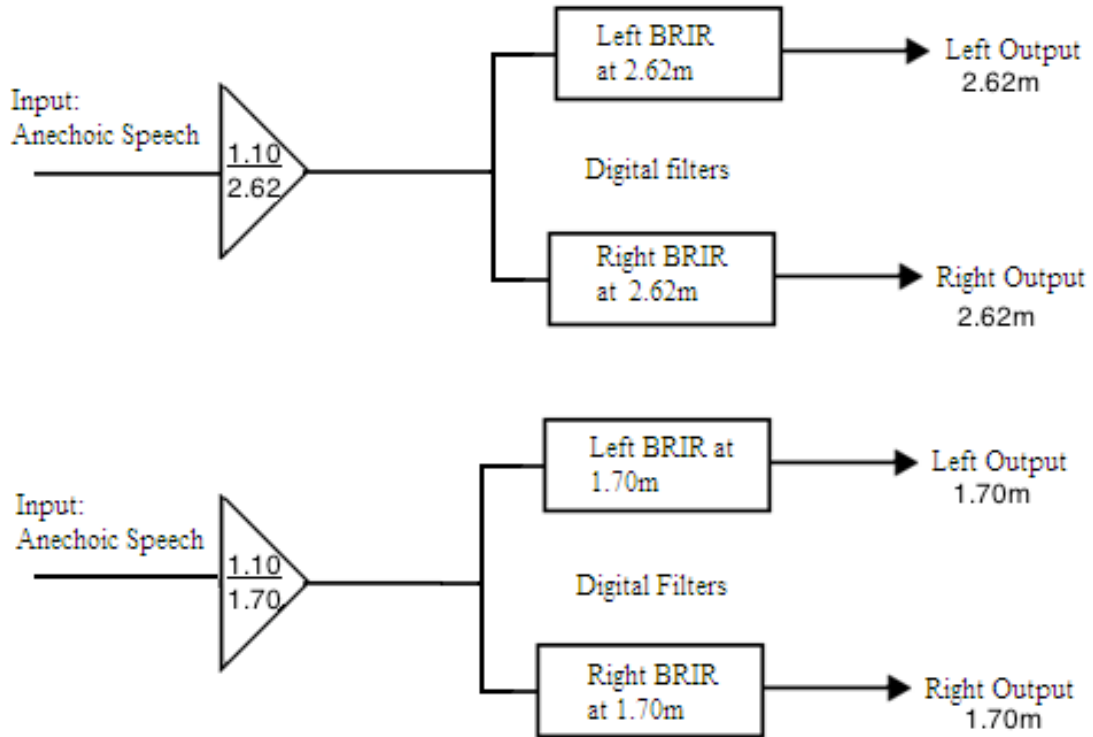 Left BRIR
at 2.62m
Left Output
2.62m
Input:
Anechoic Speech
1.10
2.62
Digital filters
Right BRIR
at 2.62m
Right Output
2.62m
Left BRIR at
1.70m
Left Output
1.70m
Input:
Anechoic Speech
1.10
1.70
Digital Filters
Right BRIR
at 1.70m
Right Output
1.70m